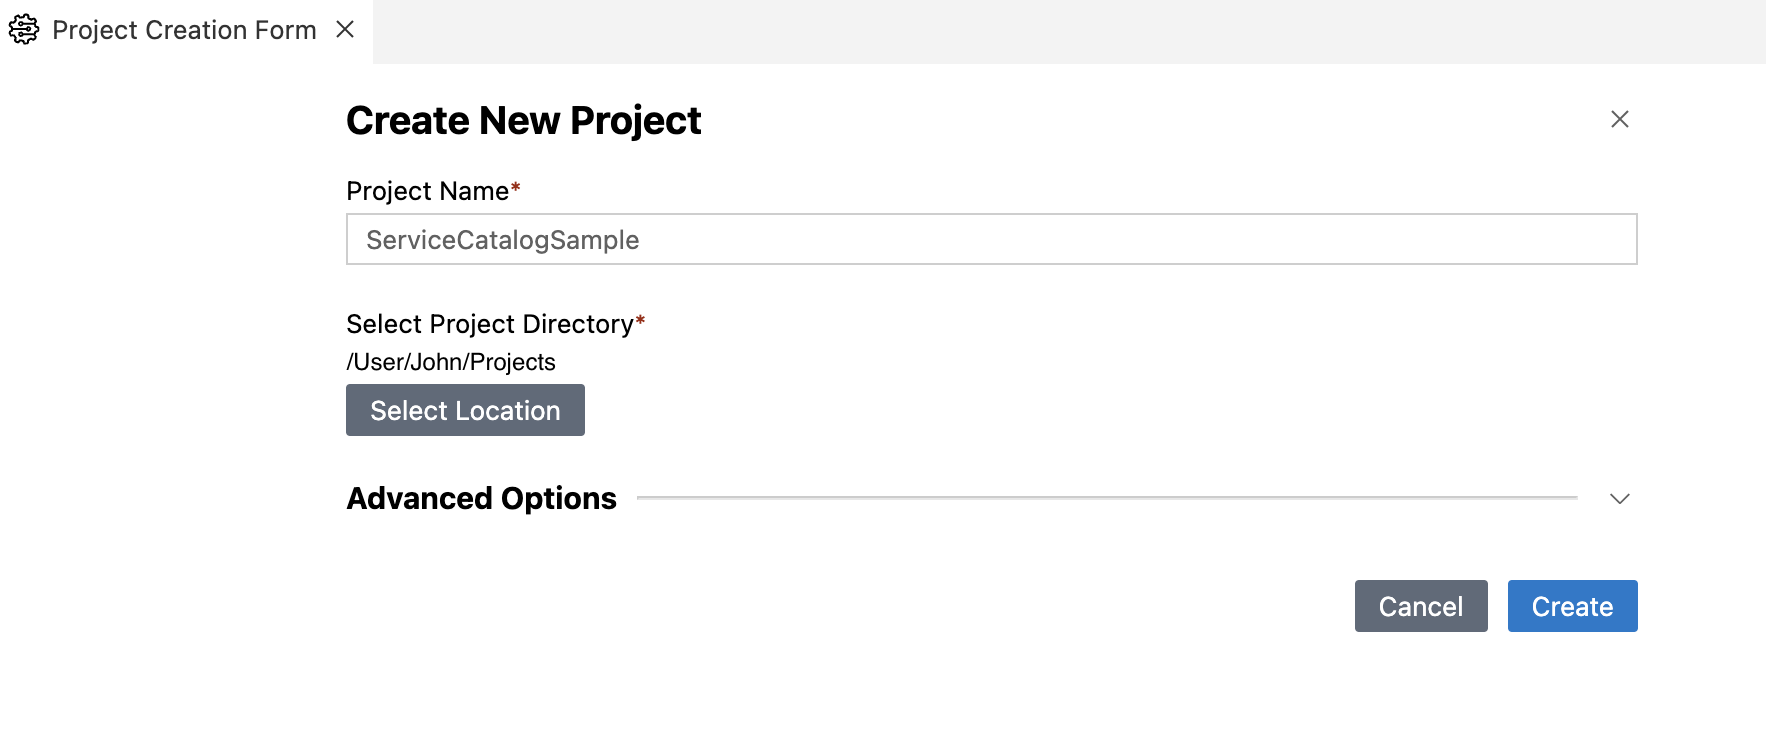 Project Creation Form
Create New Project
Project Name*
ServiceCatalogSample
Select Project Directory*
/User/John/Projects
Select Location
Advanced Options
Cancel Create